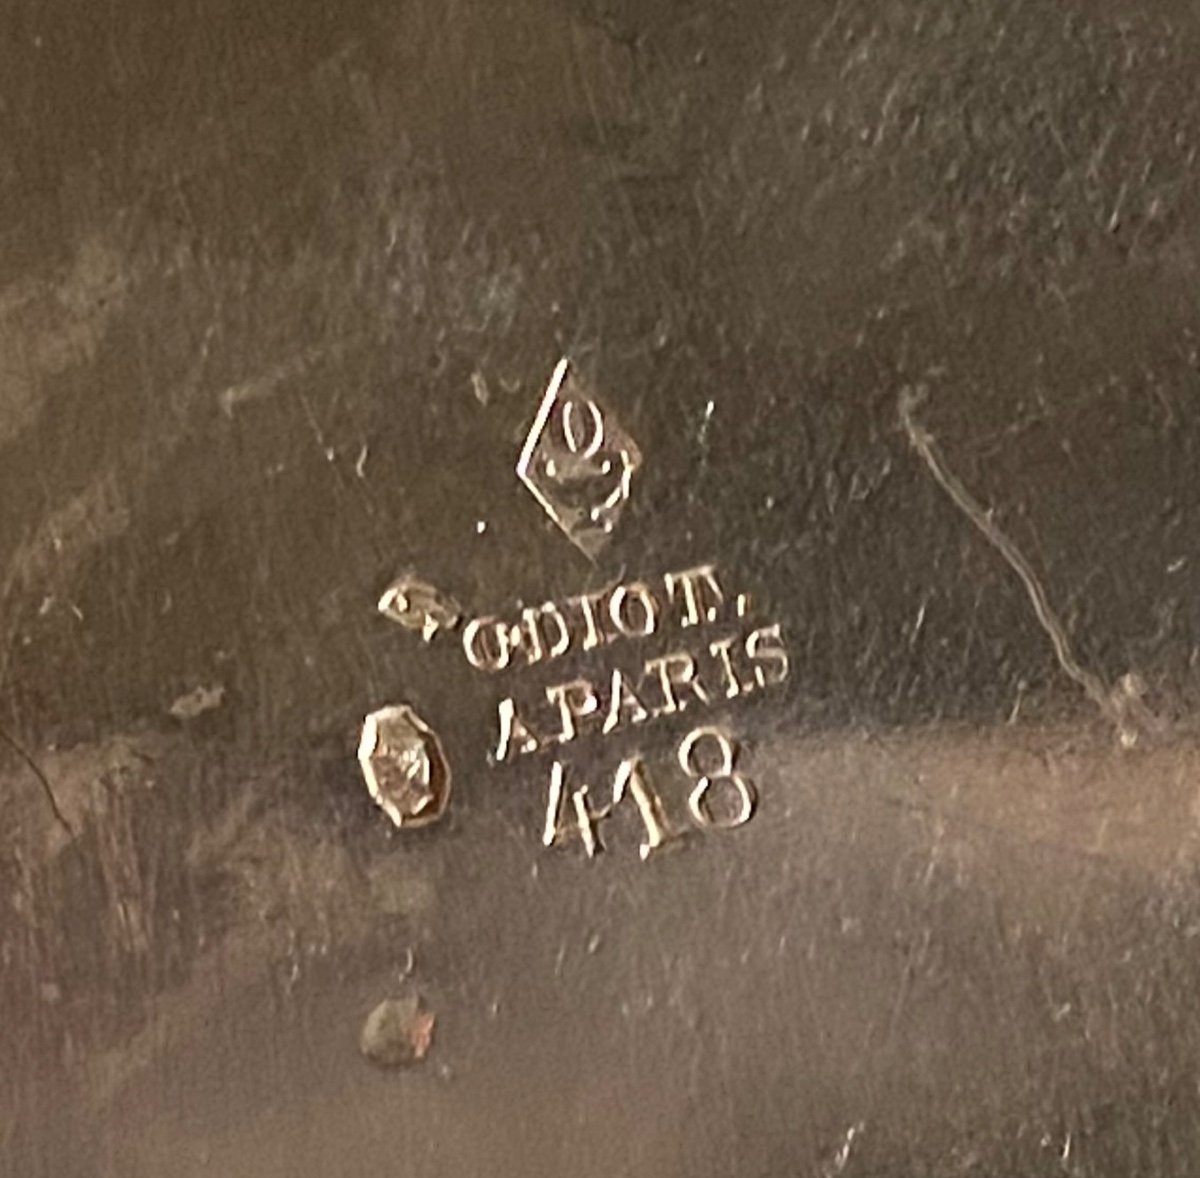 O
ODIOT.
A PARIS
418